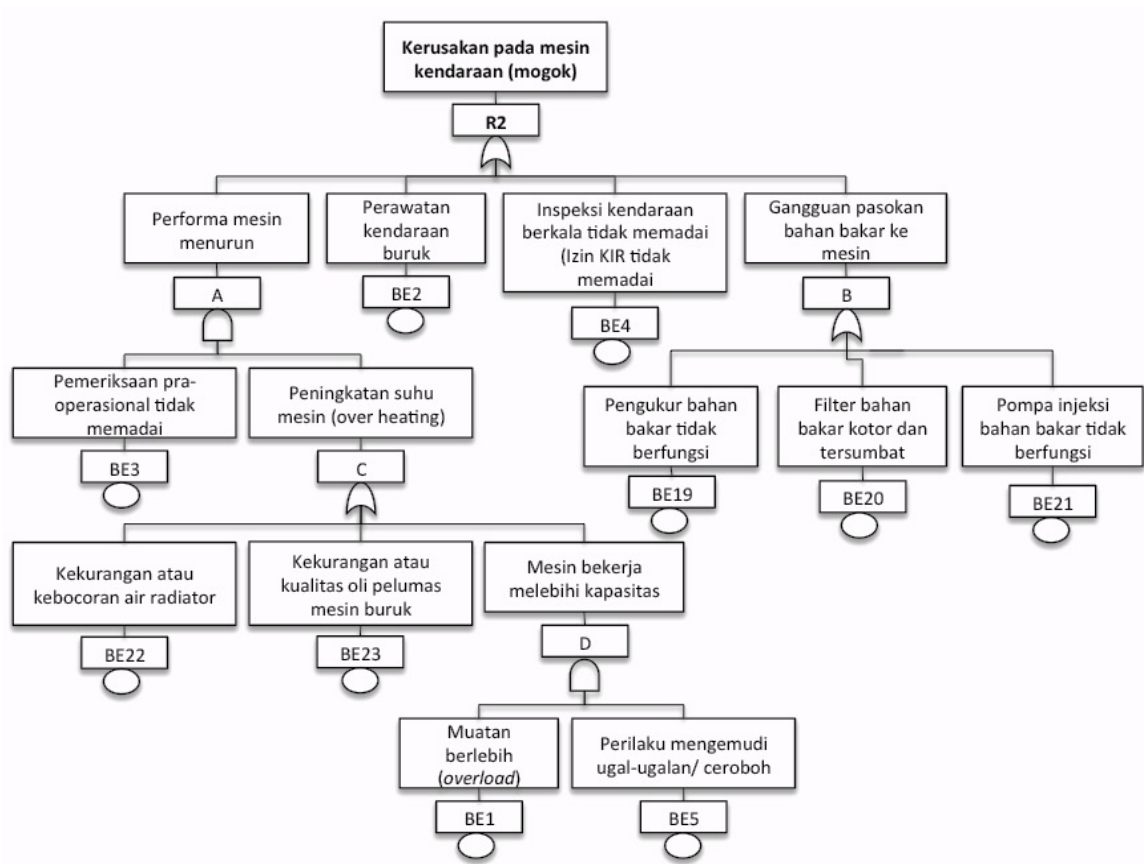 Kerusakan pada mesin
kendaraan (mogok)
R2
Performa mesin
menurun
A
Perawatan
kendaraan
buruk
BE2
Inspeksi kendaraan
berkala tidak memadai
(Izin KIR tidak
memadai
BE4
Gangguan pasokan
bahan bakar ke
mesin
B
Pemeriksaan pra-
operasional tidak
memadai
BE3
Peningkatan suhu
mesin (over heating)
C
Pengukur bahan
bakar tidak
berfungsi
BE19
Filter bahan
bakar kotor dan
tersumbat
BE20
Pompa injeksi
bahan bakar tidak
berfungsi
BE21
Kekurangan atau
kebocoran air radiator
BE22
Kekurangan atau
kualitas oli pelumas
mesin buruk
BE23
Mesin bekerja
melebihi kapasitas
D
Muatan
berlebih
(overload)
BE1
Perilaku mengemudi
ugal-ugalan/ ceroboh
BE5